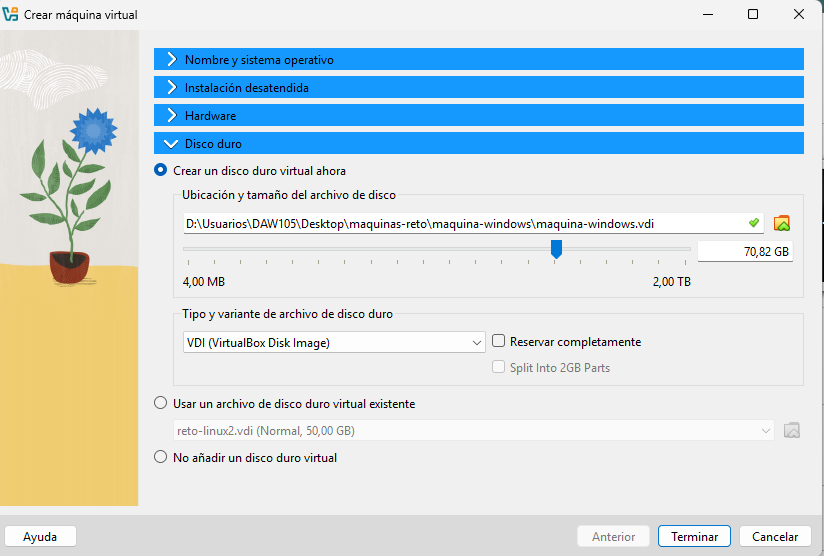 Crear máquina virtual
Nombre y sistema operativo
Instalación desatendida
Hardware
Disco duro
Crear un disco duro virtual ahora
Ubicación y tamaño del archivo de disco
D:\Usuarios\DAW105\Desktop\maquinas-reto\maquina-windows\maquina-windows.vdi
70,82 GB
4,00 MB 2,00 TB
Tipo y variante de archivo de disco duro
VDI (VirtualBox Disk Image) Reservar completamente
Split Into 2GB Parts
Usar un archivo de disco duro virtual existente
reto-linux2.vdi (Normal, 50,00 GB)
No añadir un disco duro virtual
Ayuda Anterior Terminar Cancelar